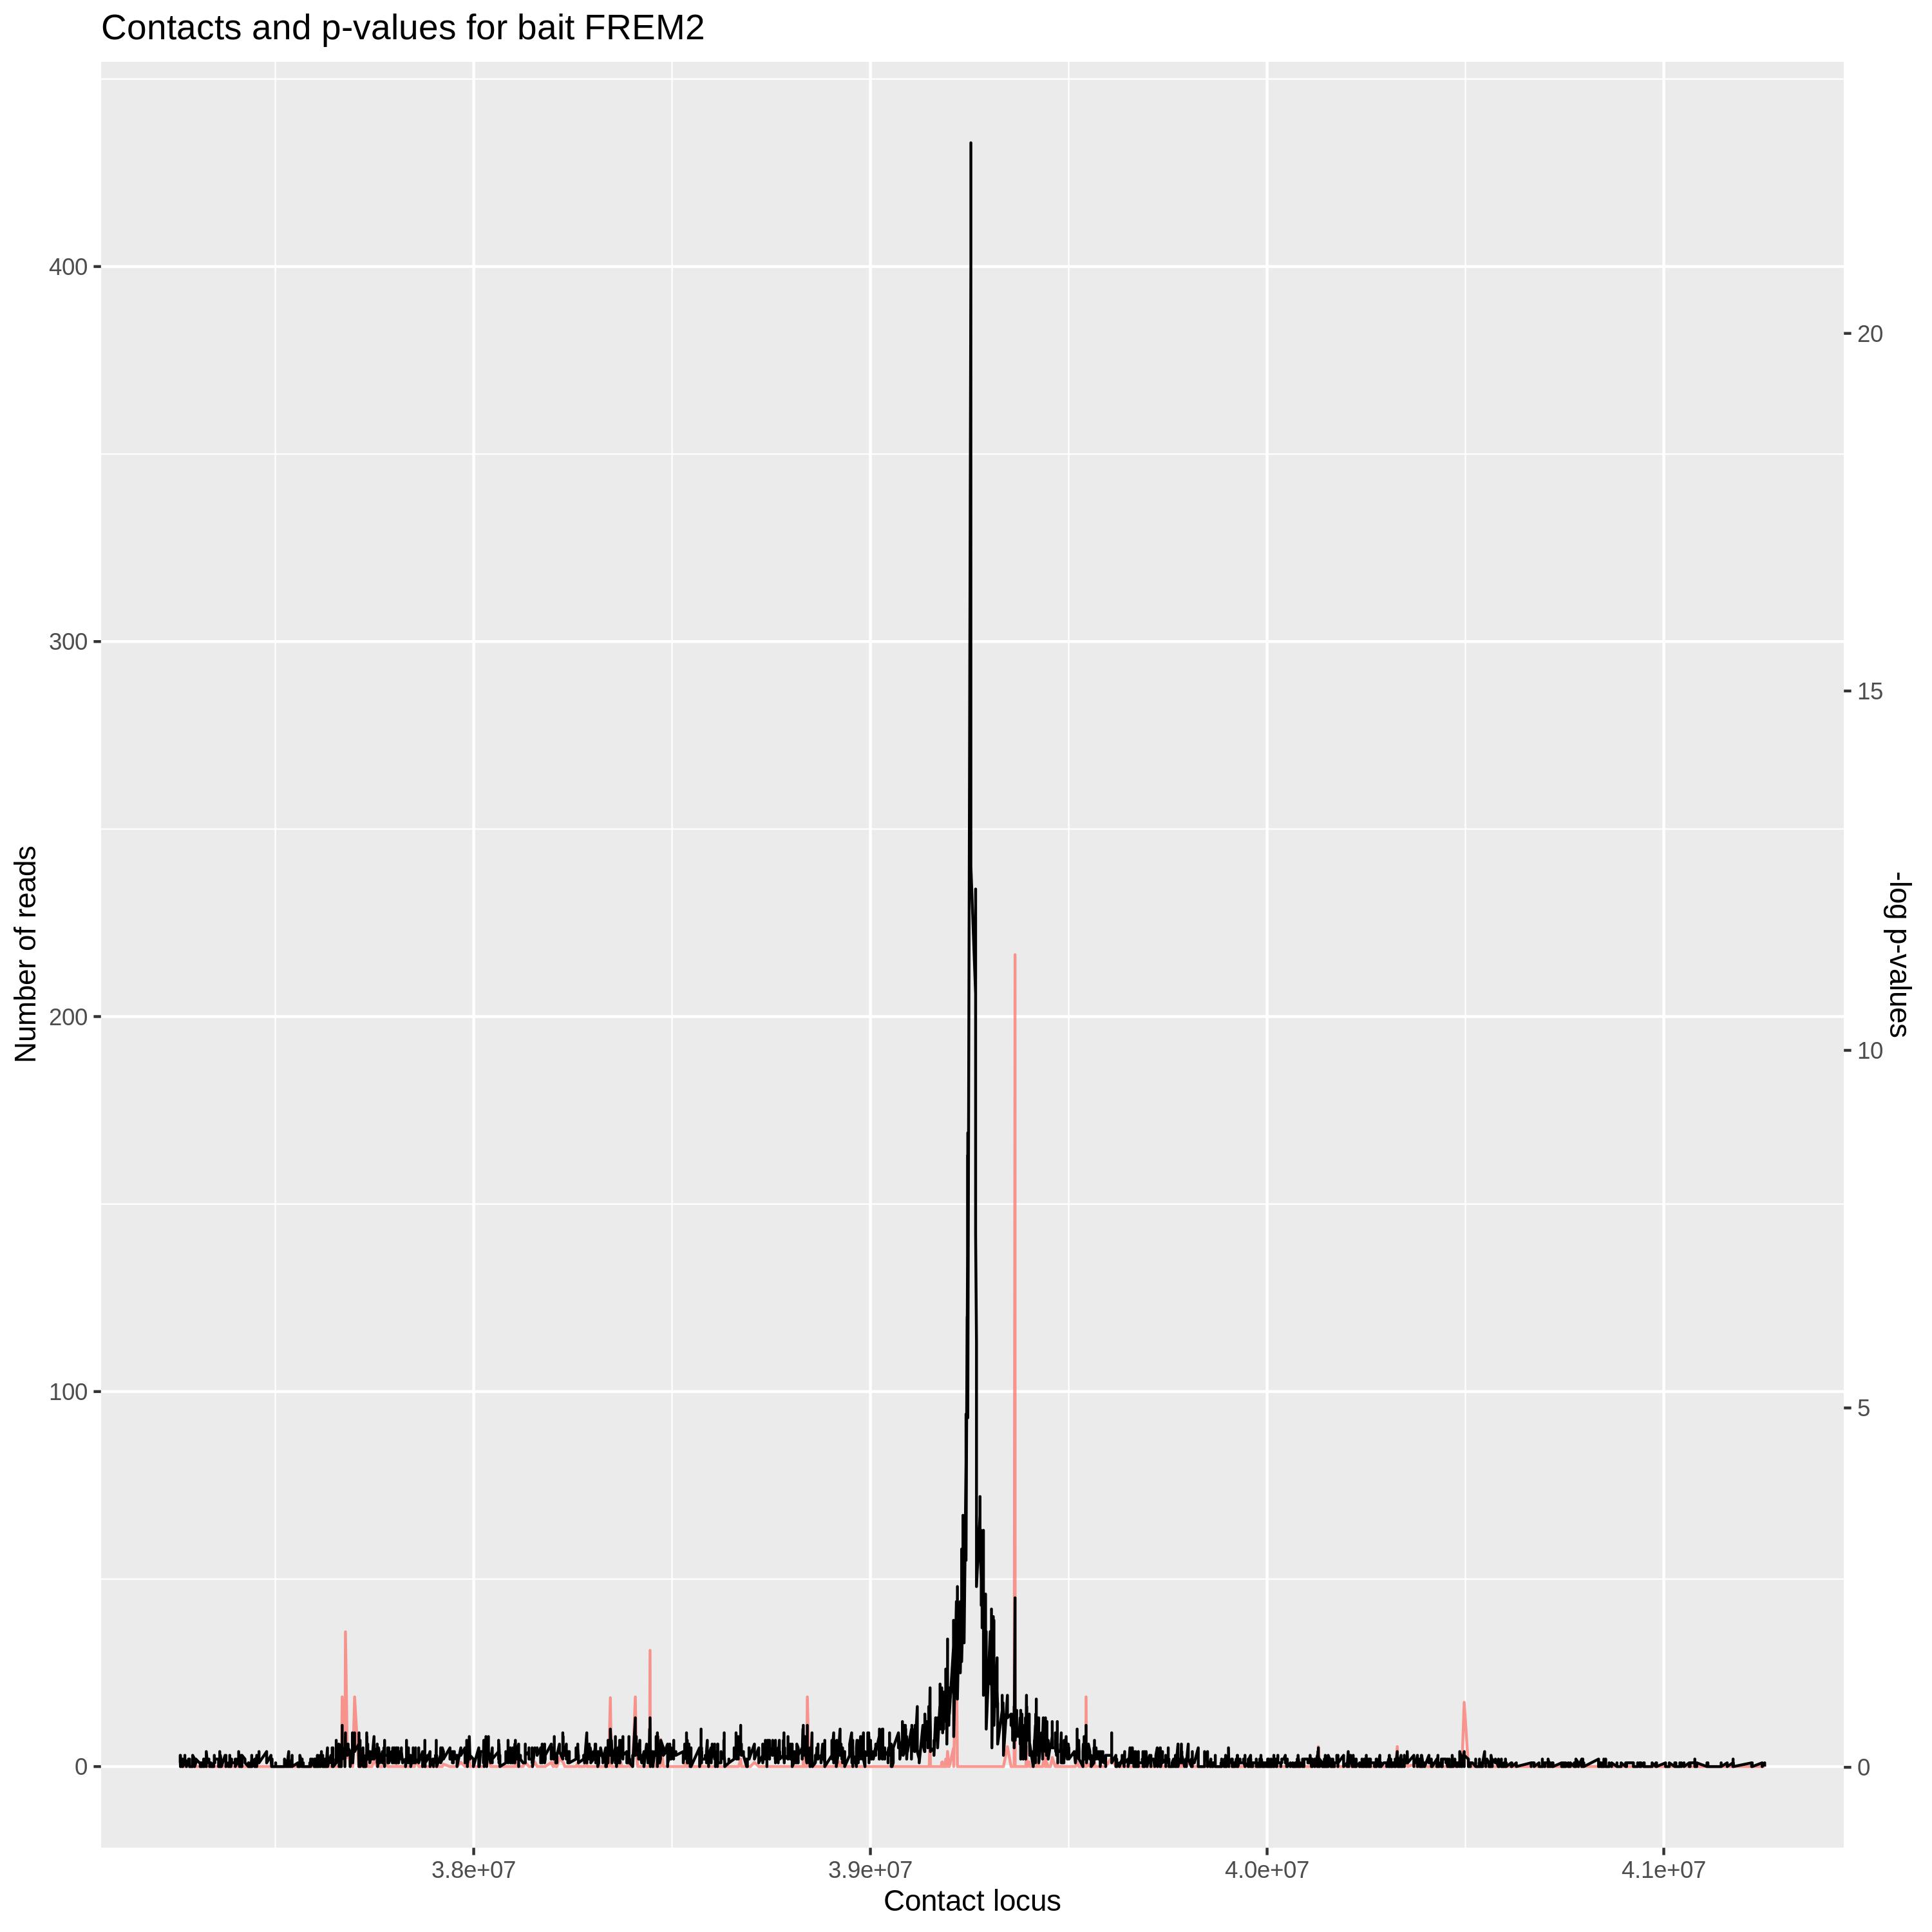 Contacts and p-values for bait FREM2
Number of reads
400
300
200
100
0
20
15
10
5
0
-log p-values
3.8e+07
3.9e+07
4.0e+07
4.1e+07
Contact locus